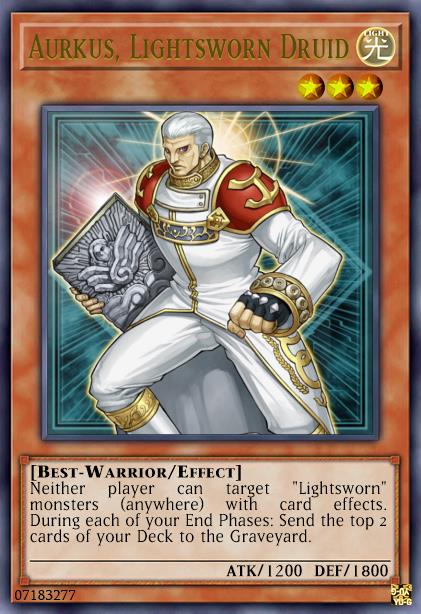 Aurkus, Lightsworn Druid
LIGHT
光
[Best-Warrior/Effect]
Neither player can target "Lightsworn"
monsters (anywhere) with card effects.
During each of your End Phases: Send the top 2
cards of your Deck to the Graveyard.
ATK/1200 DEF/1800
07183277